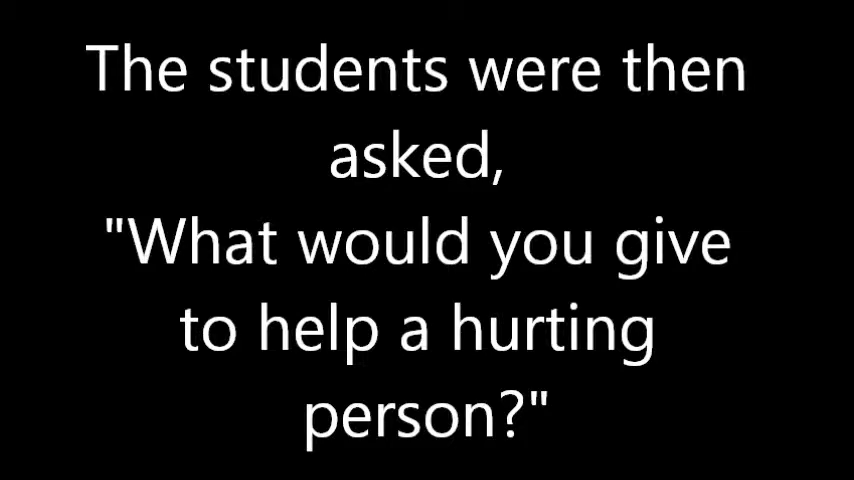 The students were then
asked,
"What would you give
to help a hurting
person?"